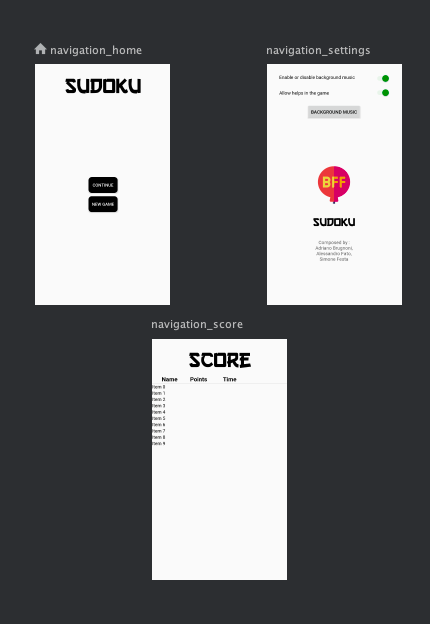 navigation_home
SUDOKU
CONTINUE
NEW GAME
navigation_settings
Enable or disable background music
Allow helps in the game
BACKGROUND MUSIC
BFF
SUDOKU
Composed by :
Adriano Brugnoni,
Alessandro Fato,
Simone Festa
navigation_score
SCORE
Name Points Time
Item 0
Item 1
Item 2
Item 3
Item 4
Item 5
Item 6
Item 7
Item 8
Item 9